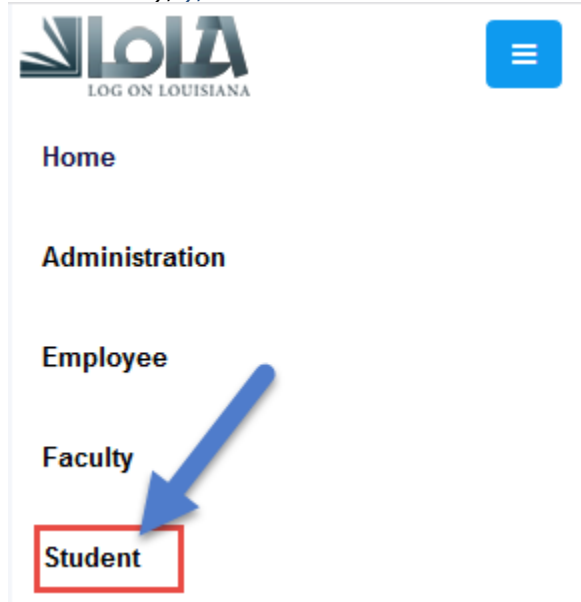 LOLA
LOG ON LOUISIANA
Home
Administration
Employee
Faculty
Student